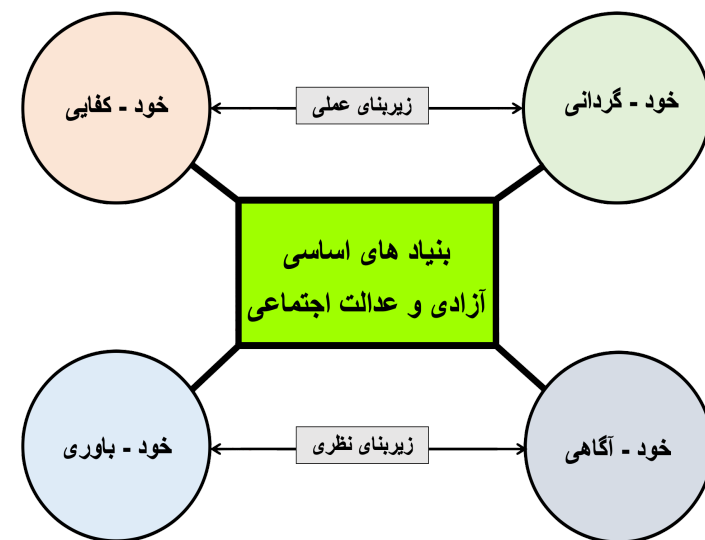 خود - گردانی
زیربنای عملی
خود - کفایی
بنیاد های اساسی
آزادی و عدالت اجتماعی
خود - آگاهی
زیربنای نظری
خود - باوری